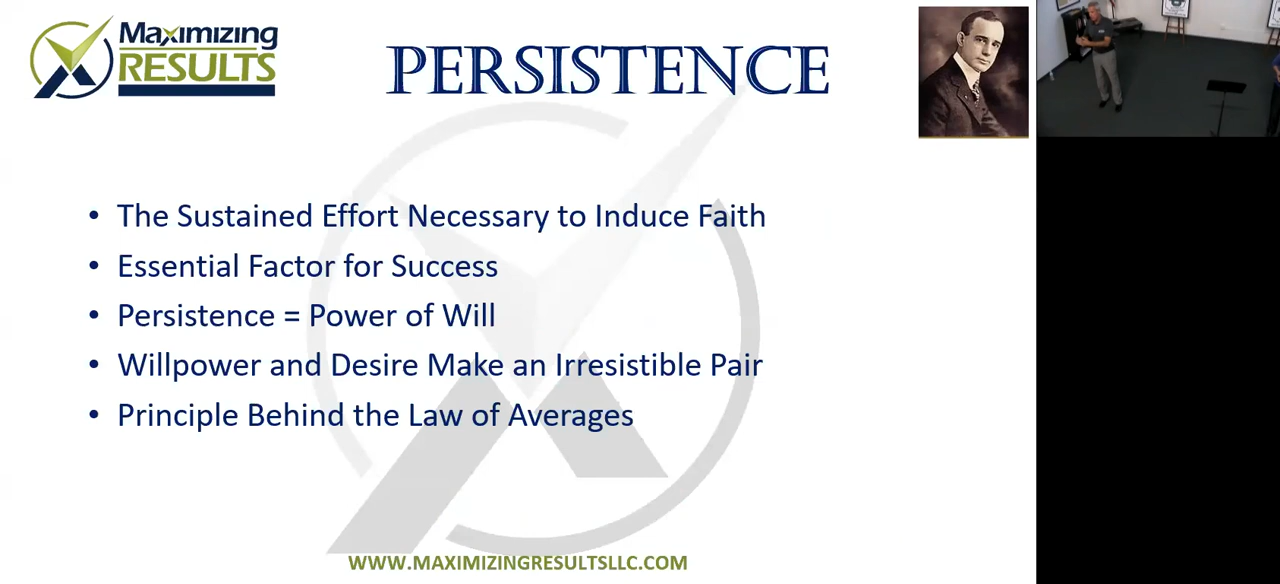 Maximizing
RESULTS
PERSISTENCE
• The Sustained Effort Necessary to Induce Faith
• Essential Factor for Success
• Persistence = Power of Will
• Willpower and Desire Make an Irresistible Pair
• Principle Behind the Law of Averages
WWW.MAXIMIZINGRESULTSLLC.COM